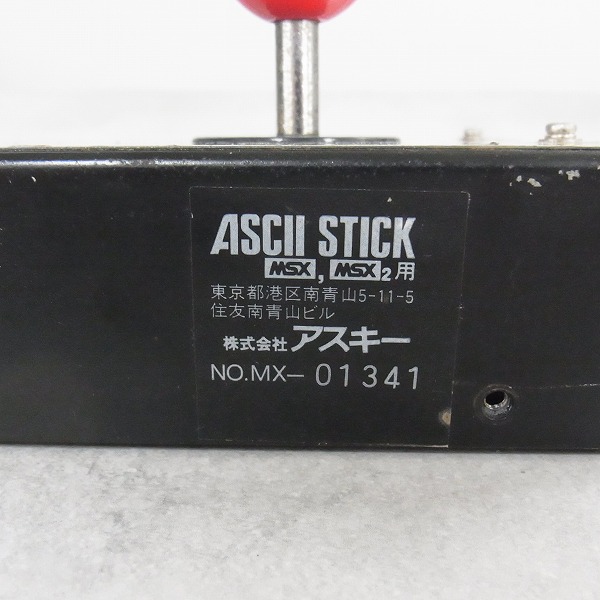 ASCII STICK
MSX, MSX2用
東京都港区南青山5-11-5
住友南青山ビル
株式会社アスキー
NO.MX-01341